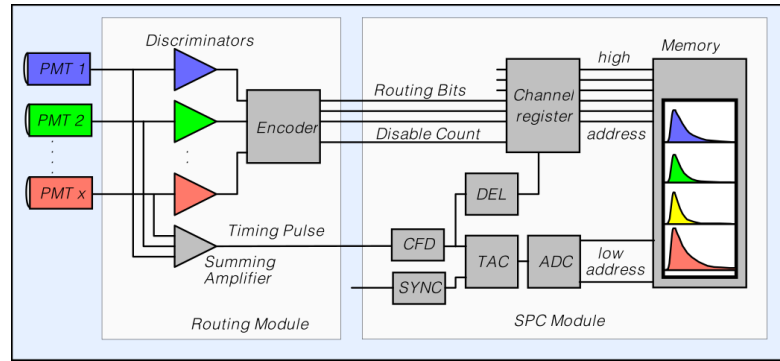 Discriminators
PMT 1
PMT 2
PMT x
Encoder
Routing Bits
Disable Count
Timing Pulse
Summing
Amplifier
Routing Module
Channel
register
high
address
Memory
DEL
CFD
SYNC
TAC
ADC
low
address
SPC Module